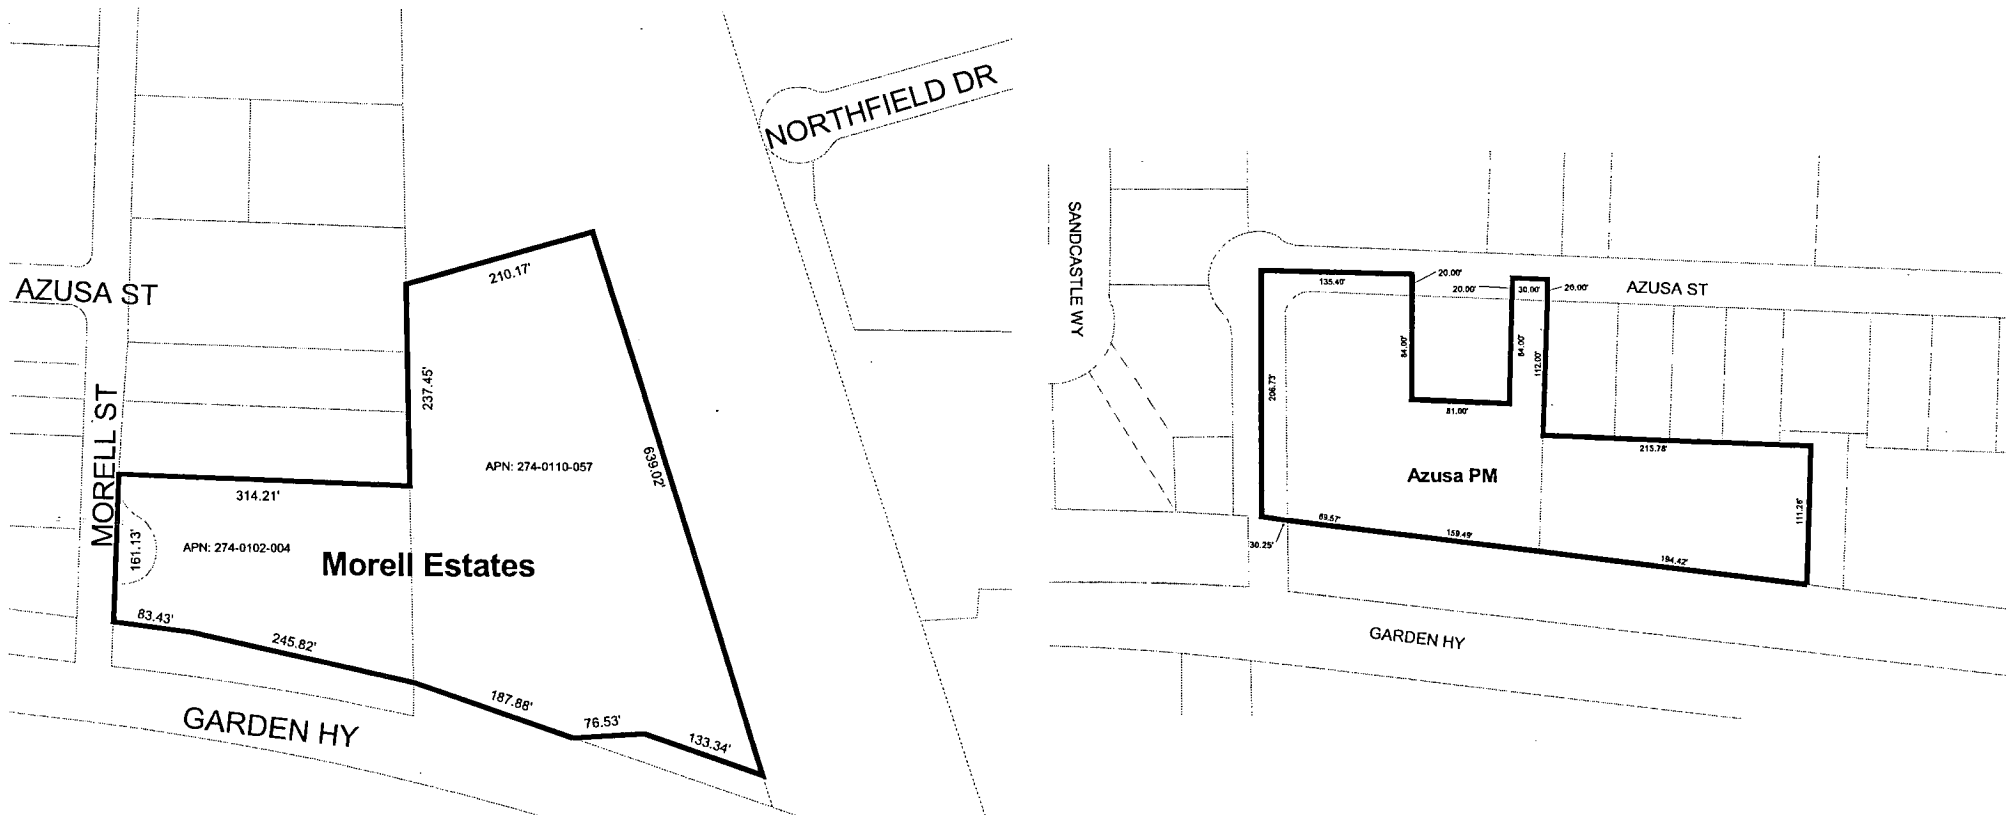 NORTHFIELD DR
AZUSA ST
210.17'
237.45'
MORELL ST
639.02'
APN: 274-0110-057
314.21'
161.13'
APN: 274-0102-004
Morell Estates
83.43'
245.82'
187.88'
76.53'
133.34'
GARDEN HY
SANDCASTLE WY
135.40'
20.00'
20.00'
30.00'
20.00'
AZUSA ST
84.00'
84.00'
112.00'
206.73'
81.00'
215.78'
Azusa PM
111.26'
69.57'
159.49'
30.25'
194.42'
GARDEN HY